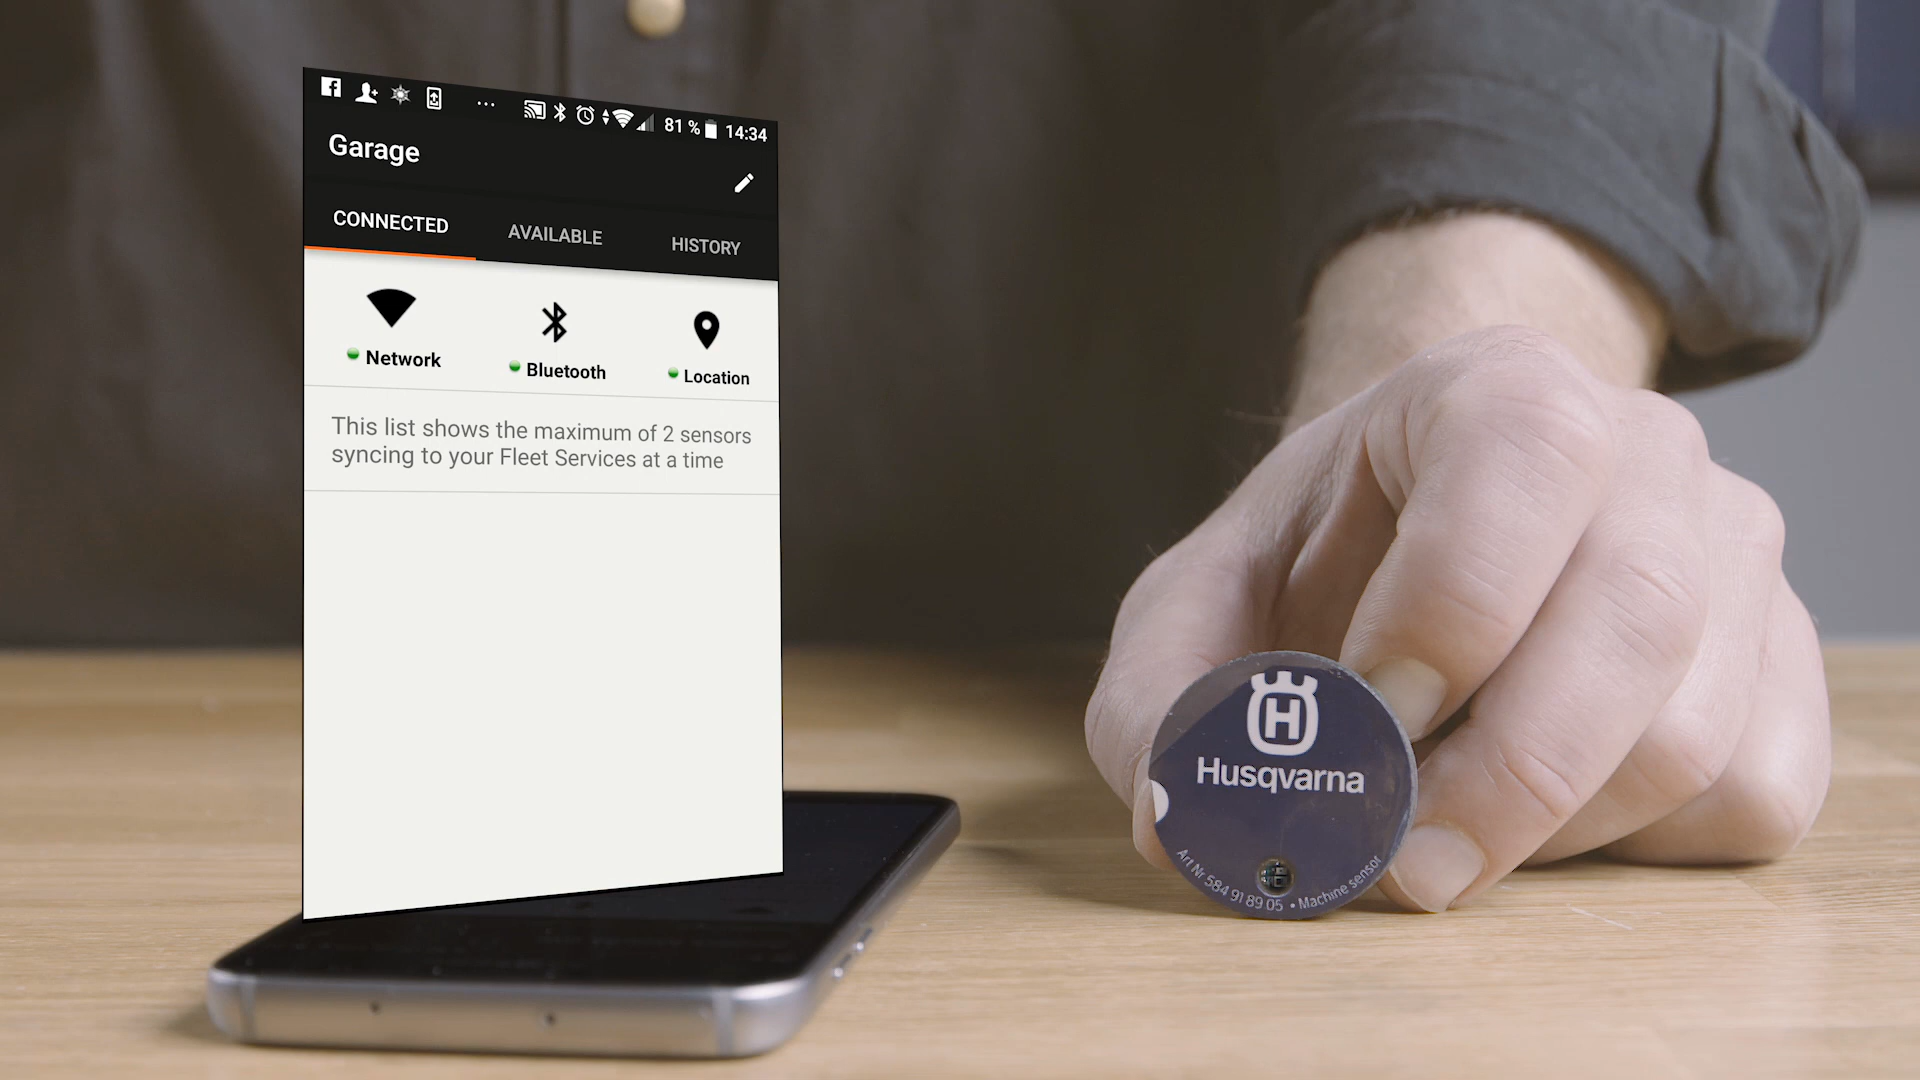 81 % 14:34
Garage
CONNECTED AVAILABLE HISTORY
Network Bluetooth Location
This list shows the maximum of 2 sensors
syncing to your Fleet Services at a time
H
Husqvarna
Art Nr 584 91 89 05 • Machine sensor